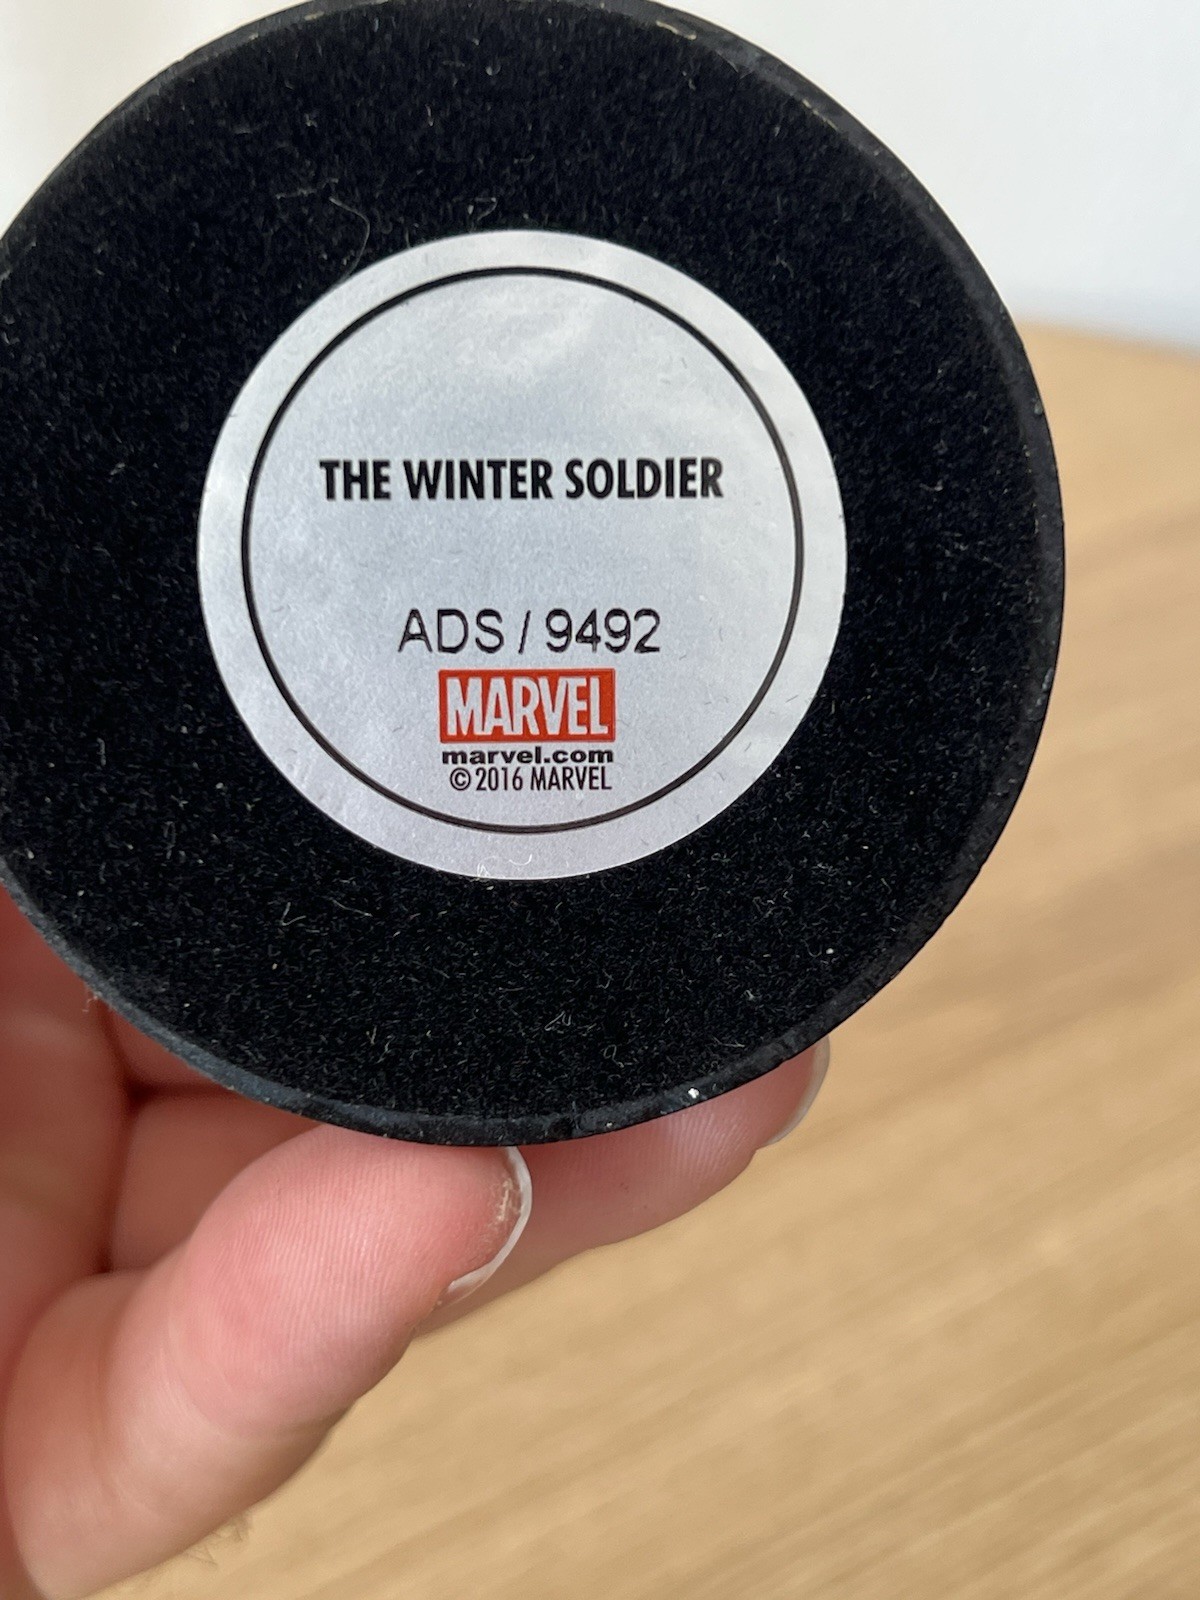 THE WINTER SOLDIER
ADS / 9492
MARVEL
marvel.com
© 2016 MARVEL